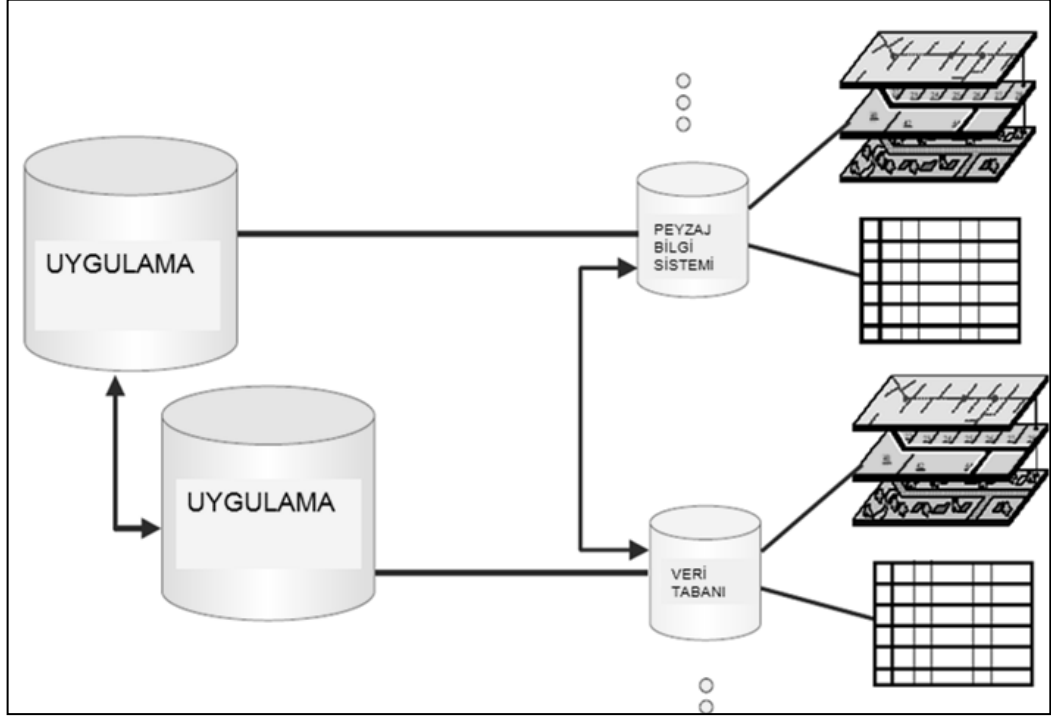 UYGULAMA
PEYZAJ
BİLGİ
SİSTEMİ
UYGULAMA
VERİ
TABANI